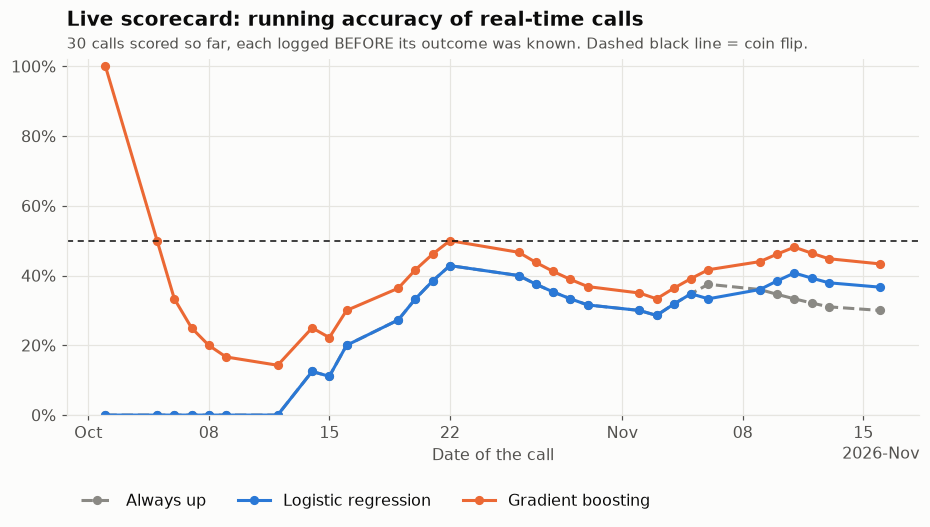 Live scorecard: running accuracy of real-time calls
30 calls scored so far, each logged BEFORE its outcome was known. Dashed black line = coin flip.
100%
80%
60%
40%
20%
0%
Oct 08 15 22 Nov 08 15
2026-Nov
Date of the call
Always up Logistic regression Gradient boosting